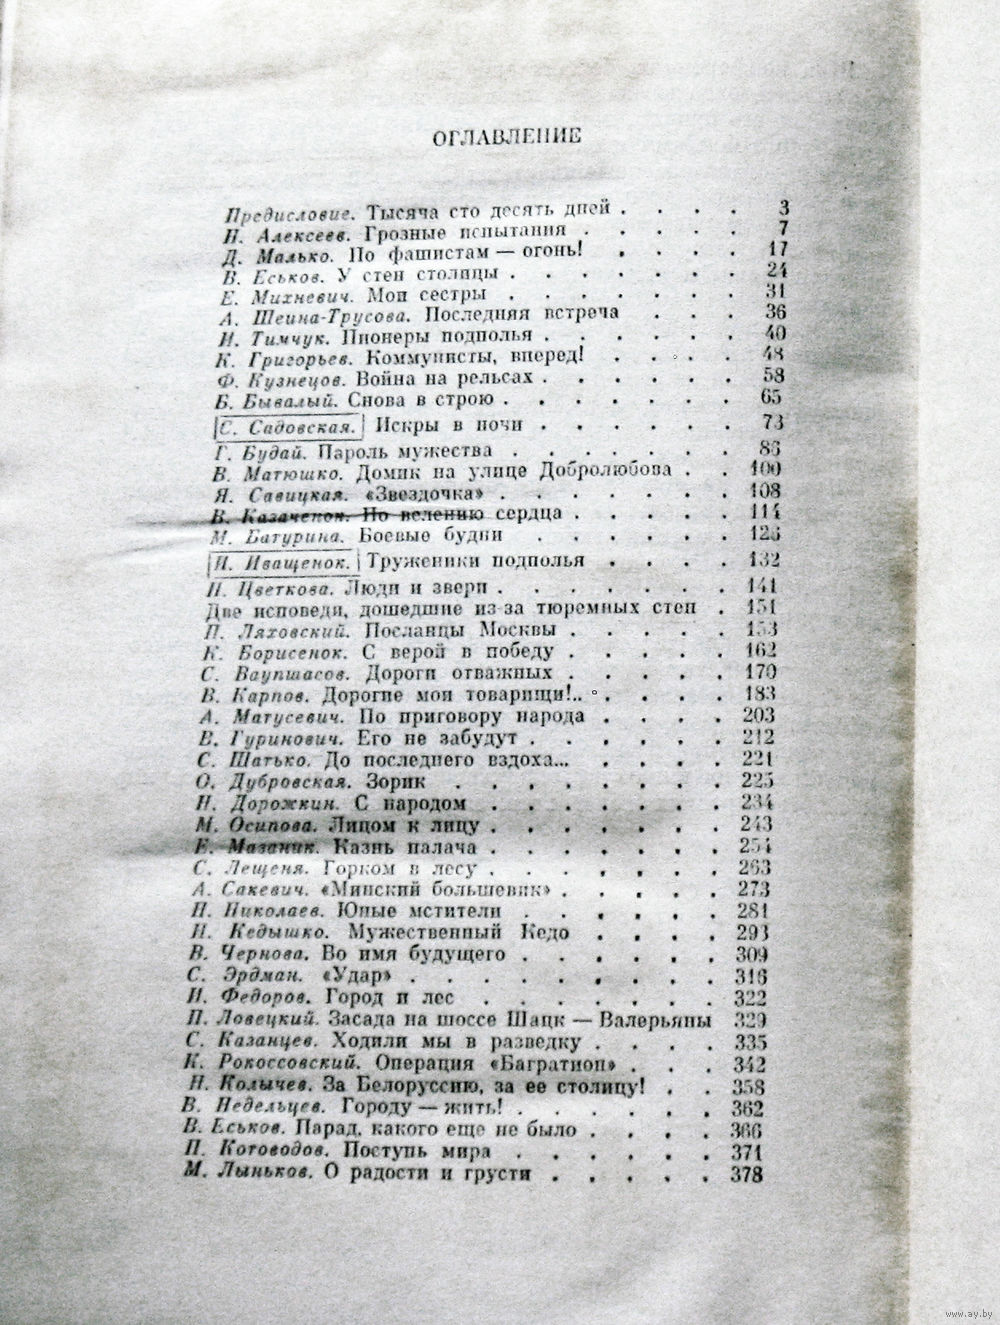 ОГЛАВЛЕНИЕ
Предисловие. Тысяча сто десять дней . . . . 3
Н. Алексеев. Грозные испытания . . . . . 7
Д. Малько. По фашистам — огонь! . . . . 17
В. Еськов. У стен столицы . . . . . . . 24
Е. Михневич. Мои сестры . . . . . . . 31
А. Шеина-Трусова. Последняя встреча . . . 36
И. Тимчук. Пионеры подполья . . . . . . 40
К. Григорьев. Коммунисты, вперед! . . . . 48
Ф. Кузнецов. Война на рельсах . . . . . . 58
Б. Бывалый. Снова в строю . . . . . . . 65
С. Садовская. Искры в ночи . . . . . . 73
Г. Будай. Пароль мужества . . . . . . . 86
В. Матюшко. Домик на улице Добролюбова . . 100
Я. Савицкая. «Звездочка» . . . . . . . 108
В. Казаченок. По велению сердца . . . . . 114
М. Батурина. Боевые будни . . . . . . 126
И. Иващенок. Труженики подполья . . . . 132
Н. Цветкова. Люди и звери . . . . . . . 141
Две исповеди, дошедшие из-за тюремных стен . 151
П. Ляховский. Посланцы Москвы . . . . . 153
К. Борисенок. С верой в победу . . . . . 162
С. Ваупшасов. Дороги отважных . . . . . 170
В. Карпов. Дорогие мои товарищи!.. . . . . 183
А. Матусевич. По приговору народа . . . . 203
В. Гуринович. Его не забудут . . . . . . 212
С. Шатько. До последнего вздоха... . . . . 221
О. Дубровская. Зорик . . . . . . . 225
Н. Дорожкин. С народом . . . . . . . 234
М. Осипова. Лицом к лицу . . . . . . . 243
Е. Мазаник. Казнь палача . . . . . . . 254
С. Лещеня. Горком в лесу . . . . . . . 263
А. Сакевич. «Минский большевик» . . . . . 273
Н. Николаев. Юные мстители . . . . . . 281
Н. Кедышко. Мужественный Кедо . . . . 293
В. Чернова. Во имя будущего . . . . . . 309
С. Эрдман. «Удар» . . . . . . . . . 316
И. Федоров. Город и лес . . . . . . . 322
П. Ловецкий. Засада на шоссе Шацк — Валерьяны 329
С. Казанцев. Ходили мы в разведку . . . . 335
К. Рокоссовский. Операция «Багратион» . . . 342
Н. Колычев. За Белоруссию, за ее столицу! . . 358
В. Недельцев. Городу — жить! . . . . . . 362
В. Еськов. Парад, какого еще не было . . . . 366
П. Котоводов. Поступь мира . . . . . . 371
М. Лыньков. О радости и грусти . . . . . 378
www.ay.by